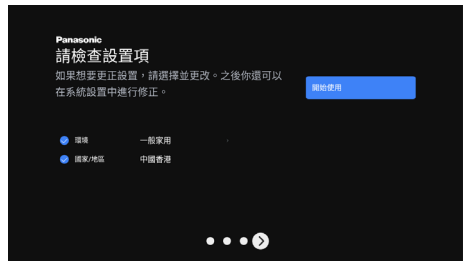 Panasonic
請檢查設置項
如果想要更正設置，請選擇並更改。之後你還可以
在系統設置中進行修正。
開始使用
環境 一般家用
國家/地區 中國香港